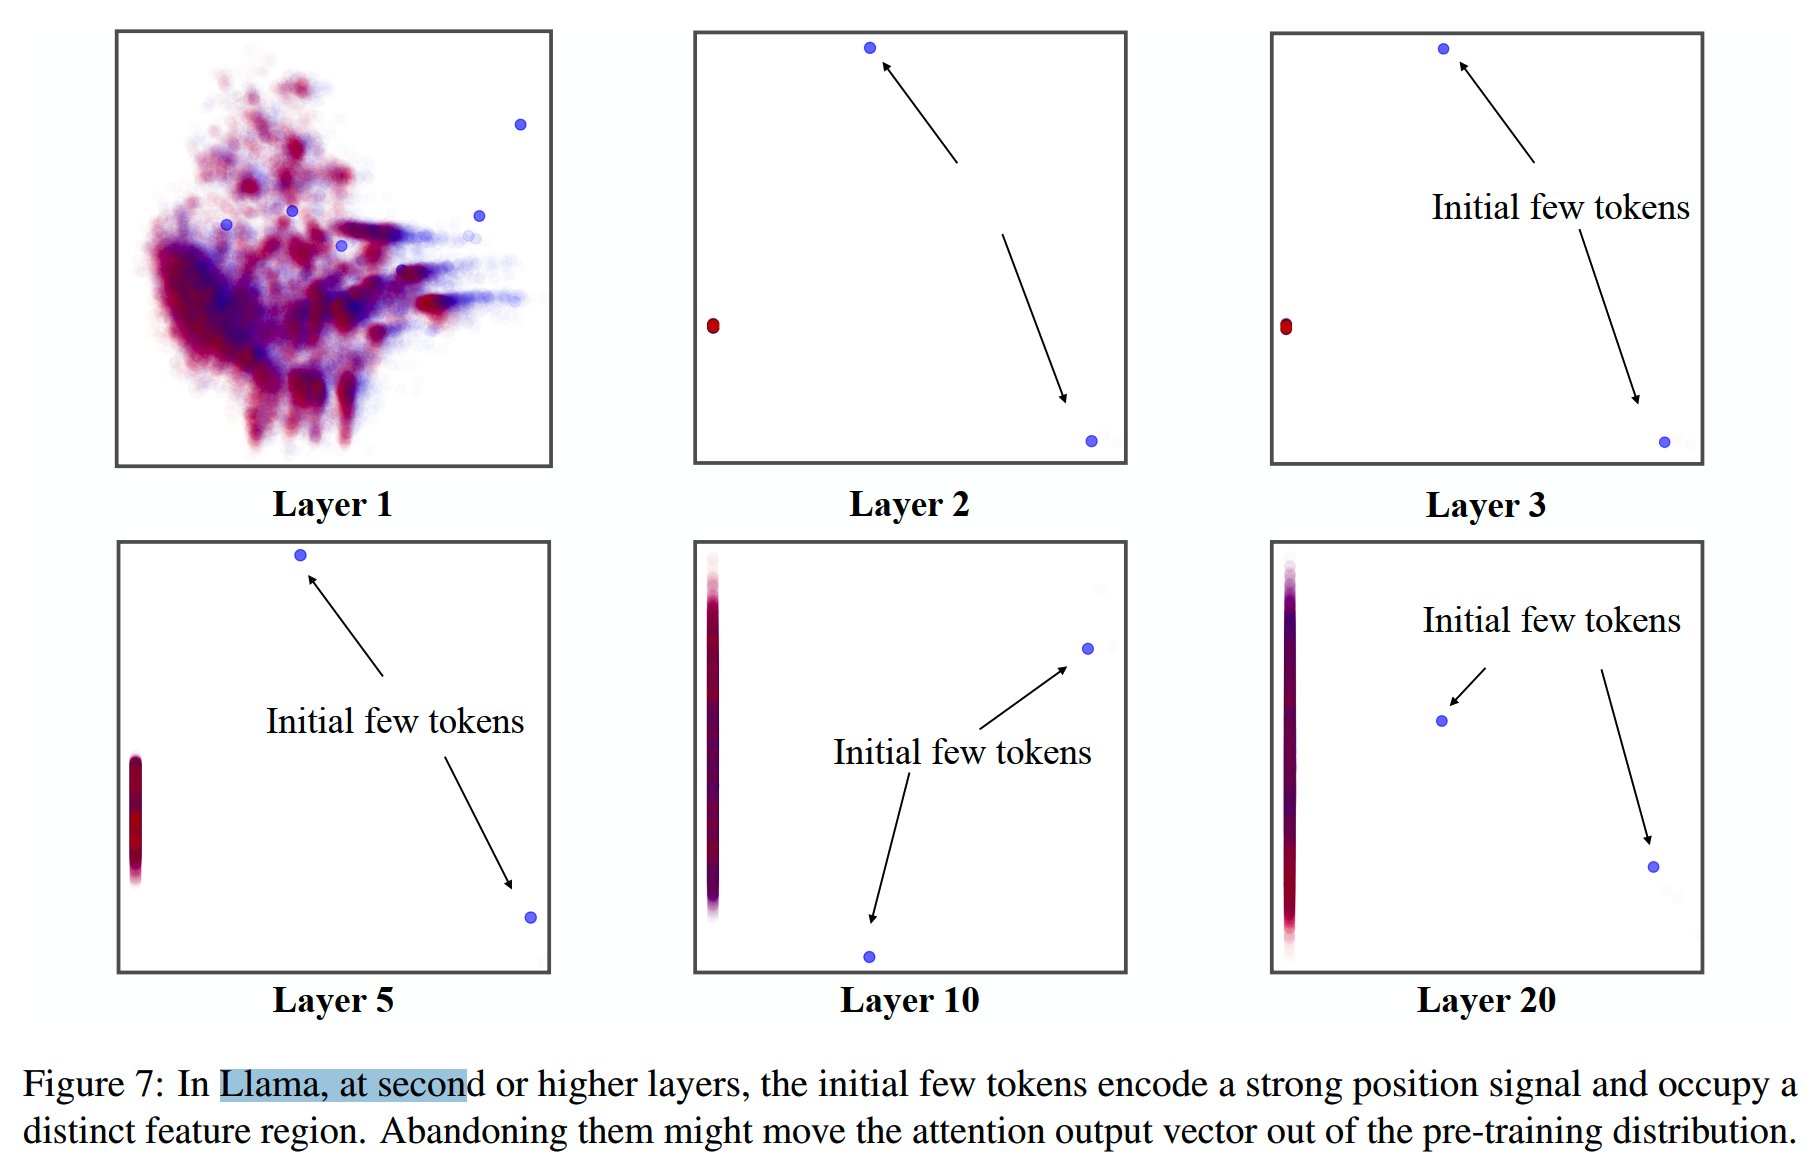 Initial few tokens
Layer 1
Layer 2
Layer 3
Initial few tokens
Initial few tokens
Initial few tokens
Layer 5
Layer 10
Layer 20
Figure 7: In Llama, at second or higher layers, the initial few tokens encode a strong position signal and occupy a
distinct feature region. Abandoning them might move the attention output vector out of the pre-training distribution.